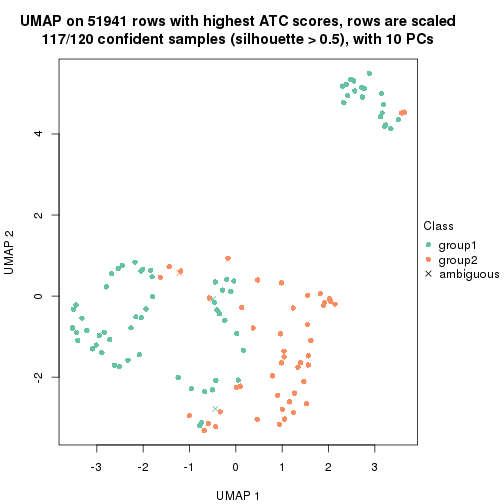 UMAP on 51941 rows with highest ATC scores, rows are scaled
117/120 confident samples (silhouette > 0.5), with 10 PCs
4
2
0
-2
UMAP 2
-3
-2
-1
0
1
2
3
UMAP 1
Class
group1
group2
ambiguous